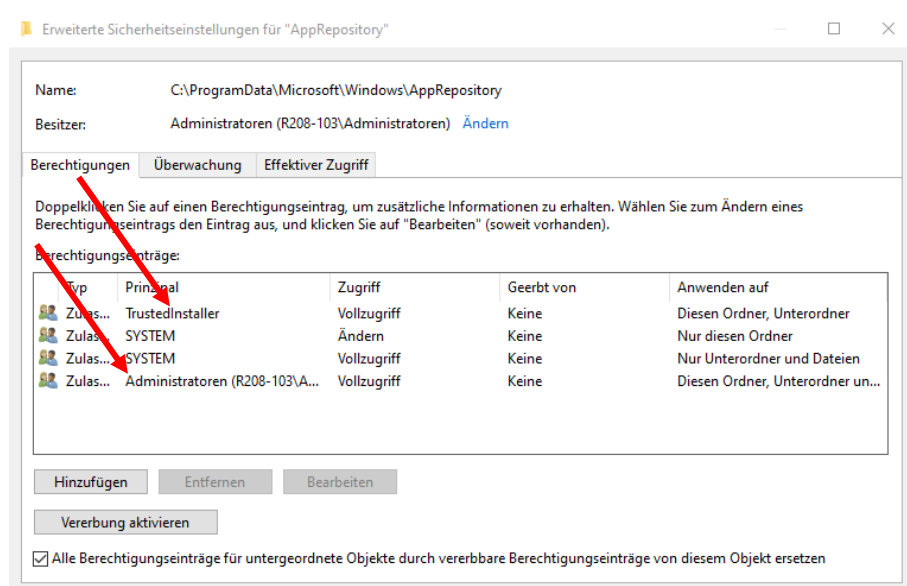 Erweiterte Sicherheitseinstellungen für "AppRepository"
Name: C:\ProgramData\Microsoft\Windows\AppRepository
Besitzer: Administratoren (R208-103\Administratoren) Ändern
Berechtigungen Überwachung Effektiver Zugriff
Doppelklicken Sie auf einen Berechtigungseintrag, um zusätzliche Informationen zu erhalten. Wählen Sie zum Ändern eines
Berechtigungseintrags den Eintrag aus, und klicken Sie auf "Bearbeiten" (soweit vorhanden).
Berechtigungseinträge:
Typ Prinzipal Zugriff Geerbt von Anwenden auf
Zulas... TrustedInstaller Vollzugriff Keine Diesen Ordner, Unterordner
Zulas... SYSTEM Ändern Keine Nur diesen Ordner
Zulas... SYSTEM Vollzugriff Keine Nur Unterordner und Dateien
Zulas... Administratoren (R208-103\A... Vollzugriff Keine Diesen Ordner, Unterordner un...
Hinzufügen Entfernen Bearbeiten
Vererbung aktivieren
Alle Berechtigungseinträge für untergeordnete Objekte durch vererbbare Berechtigungseinträge von diesem Objekt ersetzen